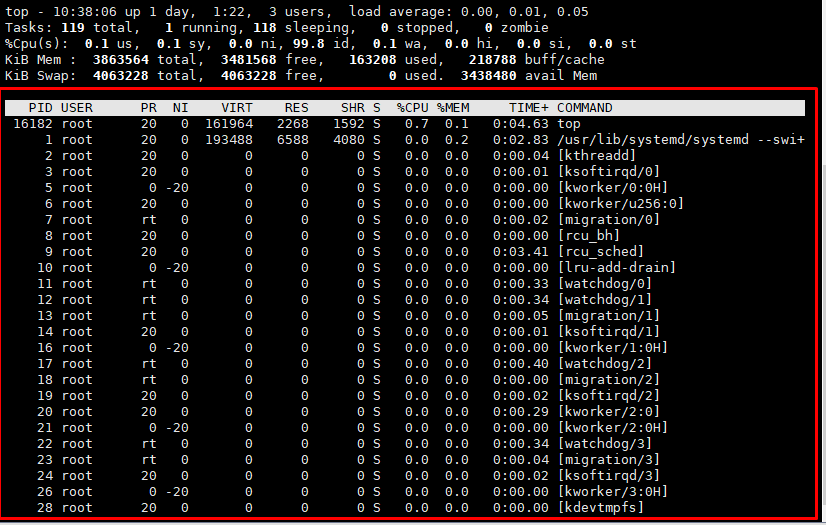 top - 10:38:06 up 1 day,  1:22,  3 users,  load average: 0.00, 0.01, 0.05
Tasks: 119 total,   1 running, 118 sleeping,   0 stopped,   0 zombie
%Cpu(s):  0.1 us,  0.1 sy,  0.0 ni, 99.8 id,  0.1 wa,  0.0 hi,  0.0 si,  0.0 st
KiB Mem :  3863564 total,  3481568 free,   163208 used,   218788 buff/cache
KiB Swap:  4063228 total,  4063228 free,        0 used.  3438480 avail Mem
PID USER      PR  NI    VIRT    RES    SHR S  %CPU %MEM     TIME+ COMMAND
16182 root      20   0  161964   2268   1592 S   0.7  0.1   0:04.63 top
1 root      20   0  193488   6588   4080 S   0.0  0.2   0:02.83 /usr/lib/systemd/systemd --swi+
2 root      20   0       0      0      0 S   0.0  0.0   0:00.04 [kthreadd]
3 root      20   0       0      0      0 S   0.0  0.0   0:00.01 [ksoftirqd/0]
5 root       0 -20       0      0      0 S   0.0  0.0   0:00.00 [kworker/0:0H]
6 root      20   0       0      0      0 S   0.0  0.0   0:00.00 [kworker/u256:0]
7 root      rt   0       0      0      0 S   0.0  0.0   0:00.02 [migration/0]
8 root      20   0       0      0      0 S   0.0  0.0   0:00.00 [rcu_bh]
9 root      20   0       0      0      0 S   0.0  0.0   0:03.41 [rcu_sched]
10 root       0 -20       0      0      0 S   0.0  0.0   0:00.00 [lru-add-drain]
11 root      rt   0       0      0      0 S   0.0  0.0   0:00.33 [watchdog/0]
12 root      rt   0       0      0      0 S   0.0  0.0   0:00.34 [watchdog/1]
13 root      rt   0       0      0      0 S   0.0  0.0   0:00.05 [migration/1]
14 root      20   0       0      0      0 S   0.0  0.0   0:00.01 [ksoftirqd/1]
16 root       0 -20       0      0      0 S   0.0  0.0   0:00.00 [kworker/1:0H]
17 root      rt   0       0      0      0 S   0.0  0.0   0:00.40 [watchdog/2]
18 root      rt   0       0      0      0 S   0.0  0.0   0:00.00 [migration/2]
19 root      20   0       0      0      0 S   0.0  0.0   0:00.02 [ksoftirqd/2]
20 root      20   0       0      0      0 S   0.0  0.0   0:00.29 [kworker/2:0]
21 root       0 -20       0      0      0 S   0.0  0.0   0:00.00 [kworker/2:0H]
22 root      rt   0       0      0      0 S   0.0  0.0   0:00.34 [watchdog/3]
23 root      rt   0       0      0      0 S   0.0  0.0   0:00.04 [migration/3]
24 root      20   0       0      0      0 S   0.0  0.0   0:00.02 [ksoftirqd/3]
26 root       0 -20       0      0      0 S   0.0  0.0   0:00.00 [kworker/3:0H]
28 root      20   0       0      0      0 S   0.0  0.0   0:00.00 [kdevtmpfs]